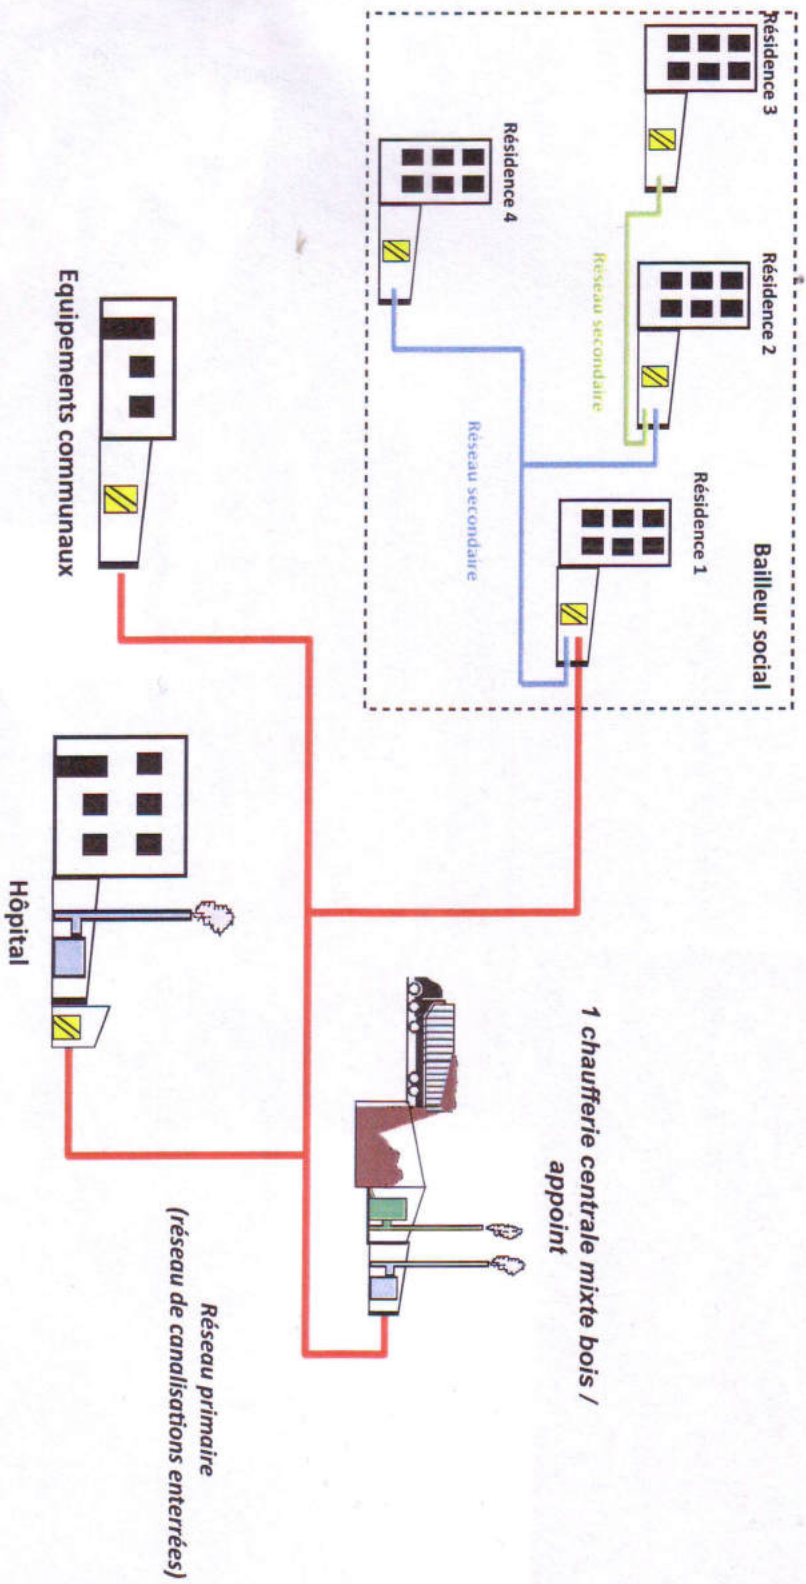 Bailleur social
Résidence 3
Résidence 2
Résidence 1
Résidence 4
Réseau secondaire
Réseau secondaire
1 chaufferie centrale mixte bois /
appoint
Equipements communaux
Hôpital
Réseau primaire
(réseau de canalisations enterrées)